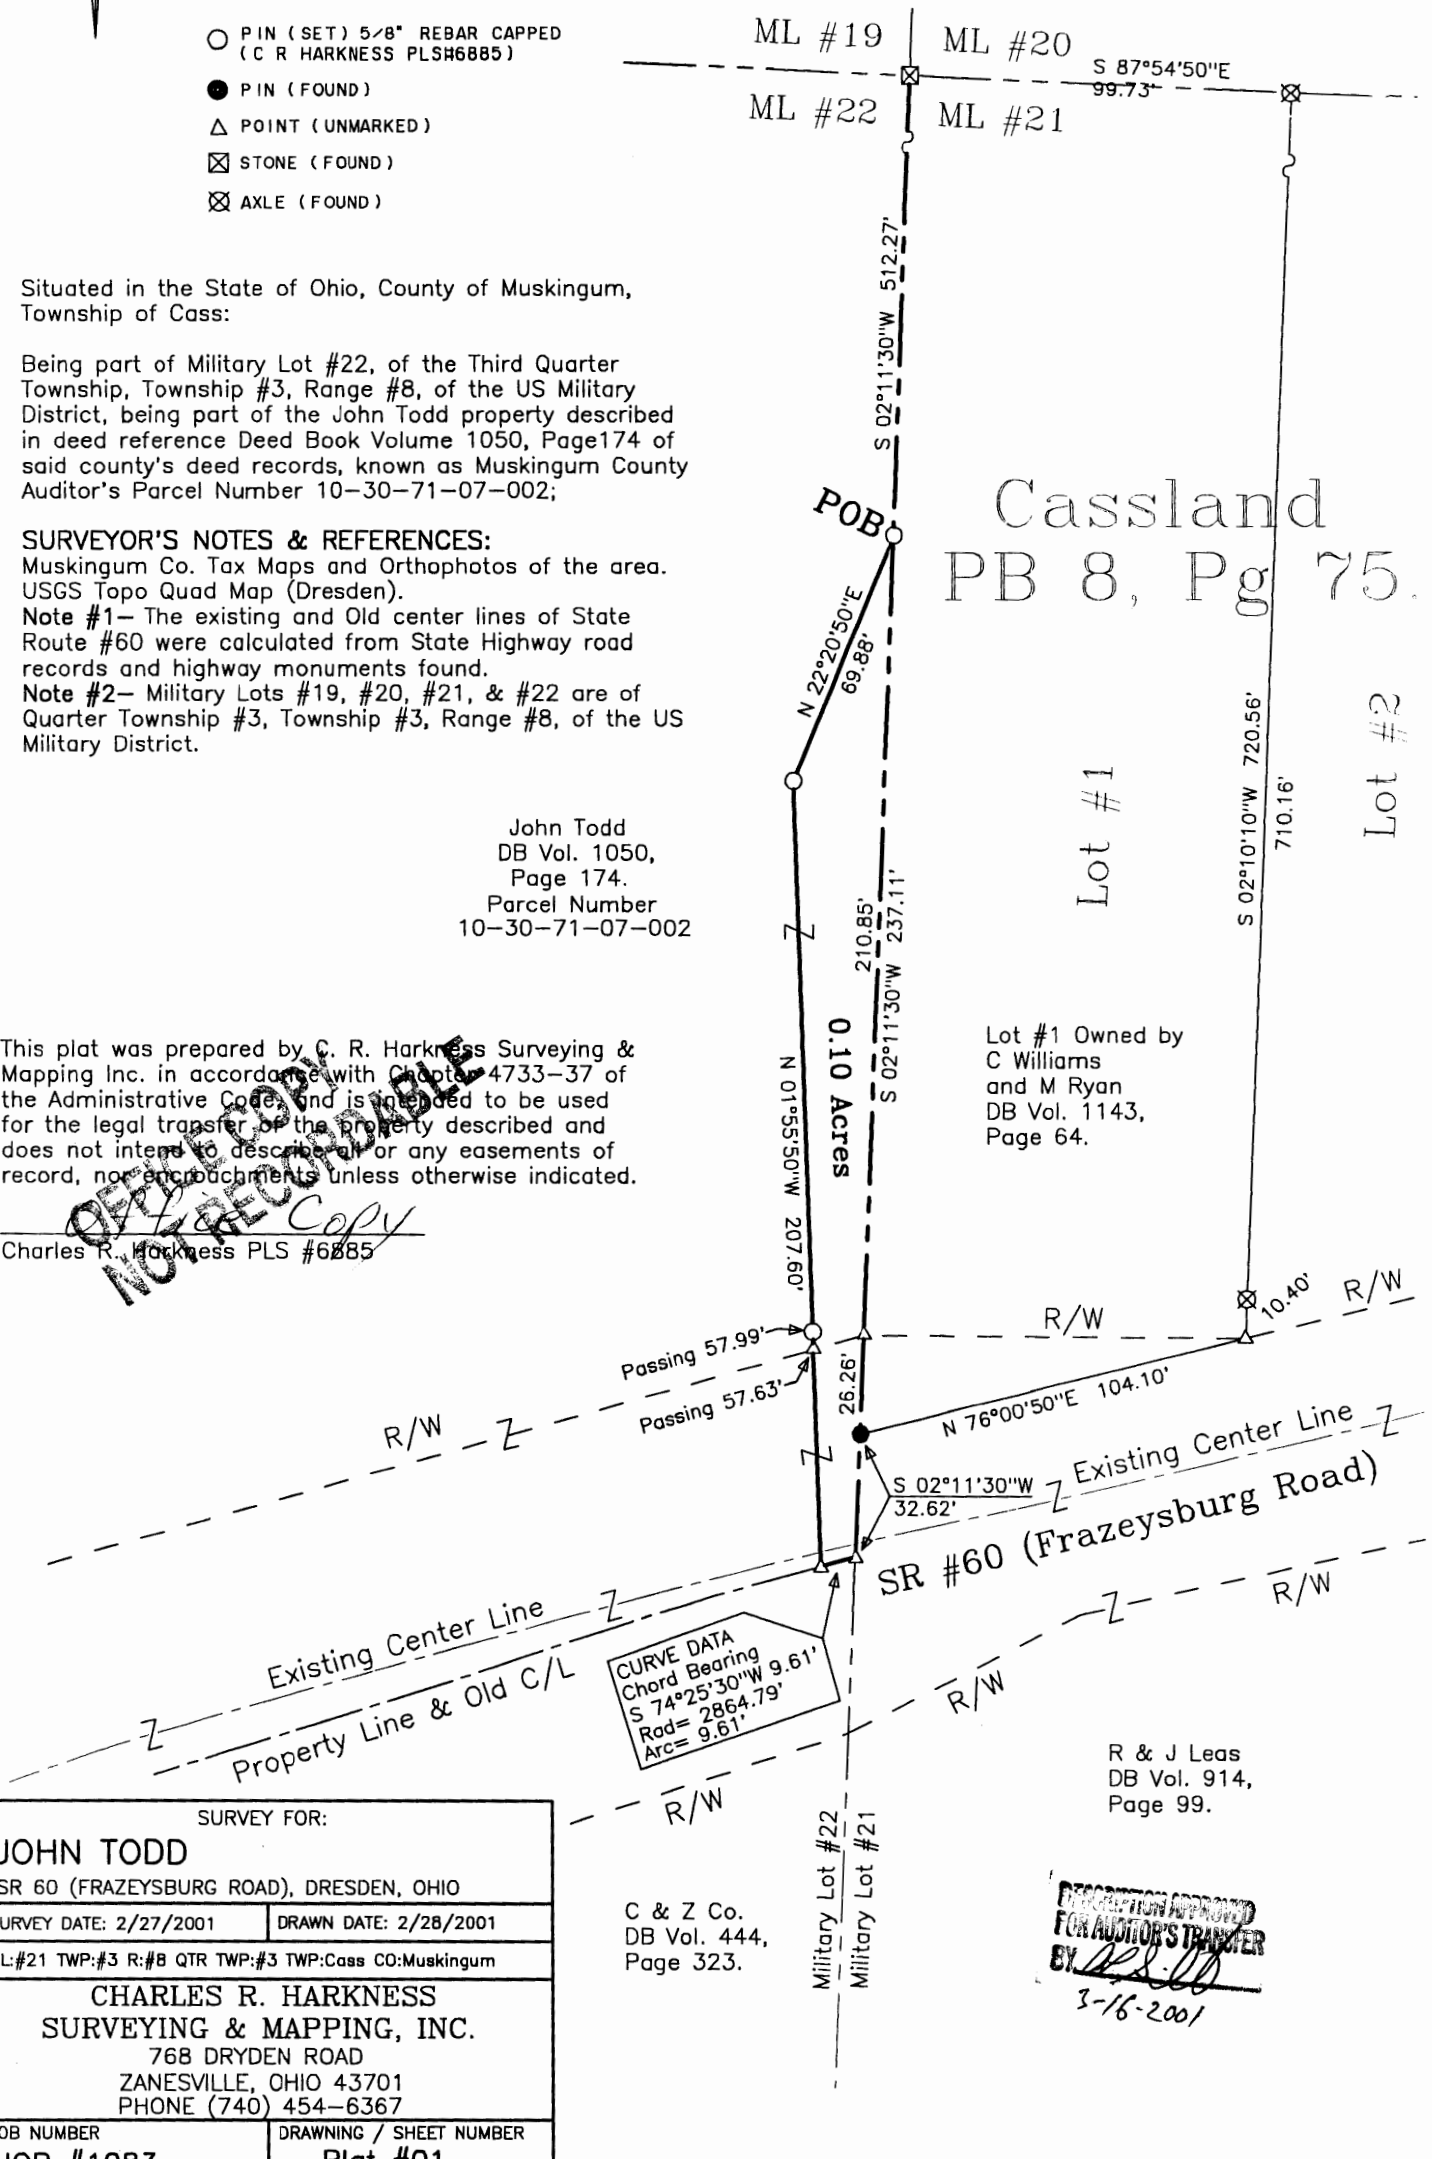 PIN (SET) 5/8" REBAR CAPPED
(C R HARKNESS PLS#6885)
PIN (FOUND)
POINT (UNMARKED)
STONE (FOUND)
AXLE (FOUND)
ML #19
ML #20
S 87°54'50"E
99.73'
ML #22
ML #21
Situated in the State of Ohio, County of Muskingum,
Township of Cass:
Being part of Military Lot #22, of the Third Quarter
Township, Township #3, Range #8, of the US Military
District, being part of the John Todd property described
in deed reference Deed Book Volume 1050, Page174 of
said county's deed records, known as Muskingum County
Auditor's Parcel Number 10-30-71-07-002;
SURVEYOR'S NOTES & REFERENCES:
Muskingum Co. Tax Maps and Orthophotos of the area.
USGS Topo Quad Map (Dresden).
Note #1- The existing and Old center lines of State
Route #60 were calculated from State Highway road
records and highway monuments found.
Note #2- Military Lots #19, #20, #21, & #22 are of
Quarter Township #3, Township #3, Range #8, of the US
Military District.
S 02°11'30"W 512.27'
POB
Cassland
PB 8, Pg 75.
N 22°20'50"E
69.88'
Lot #1
S 02°10'10"W 720.56'
710.16'
Lot #2
John Todd
DB Vol. 1050,
Page 174.
Parcel Number
10-30-71-07-002
210.85'
S 02°11'30"W 237.11'
0.10 Acres
N 01°55'50"W 207.60'
Lot #1 Owned by
C Williams
and M Ryan
DB Vol. 1143,
Page 64.
This plat was prepared by C. R. Harkness Surveying &
Mapping Inc. in accordance with Chapter 4733-37 of
the Administrative Code, and is intended to be used
for the legal transfer of the property described and
does not intend to describe all or any easements of
record, nor encroachments unless otherwise indicated.
OFFICE COPY
NOT RECORDABLE
Office Copy
Charles R. Harkness PLS #6885
Passing 57.99'
Passing 57.63'
R/W
R/W
10.40'
R/W
26.26'
N 76°00'50"E 104.10'
S 02°11'30"W
32.62'
Existing Center Line
SR #60 (Frazeysburg Road)
R/W
Existing Center Line
Property Line & Old C/L
CURVE DATA
Chord Bearing
S 74°25'30"W 9.61'
Rad= 2864.79'
Arc= 9.61'
R/W
R/W
Military Lot #22
Military Lot #21
R & J Leas
DB Vol. 914,
Page 99.
C & Z Co.
DB Vol. 444,
Page 323.
DESCRIPTION APPROVED
FOR AUDITOR'S TRANSFER
BY
3-16-2001
SURVEY FOR:
JOHN TODD
SR 60 (FRAZEYSBURG ROAD), DRESDEN, OHIO
URVEY DATE: 2/27/2001
DRAWN DATE: 2/28/2001
L:#21 TWP:#3 R:#8 QTR TWP:#3 TWP:Cass CO:Muskingum
CHARLES R. HARKNESS
SURVEYING & MAPPING, INC.
768 DRYDEN ROAD
ZANESVILLE, OHIO 43701
PHONE (740) 454-6367
OB NUMBER
DRAWNING / SHEET NUMBER
Plat #01